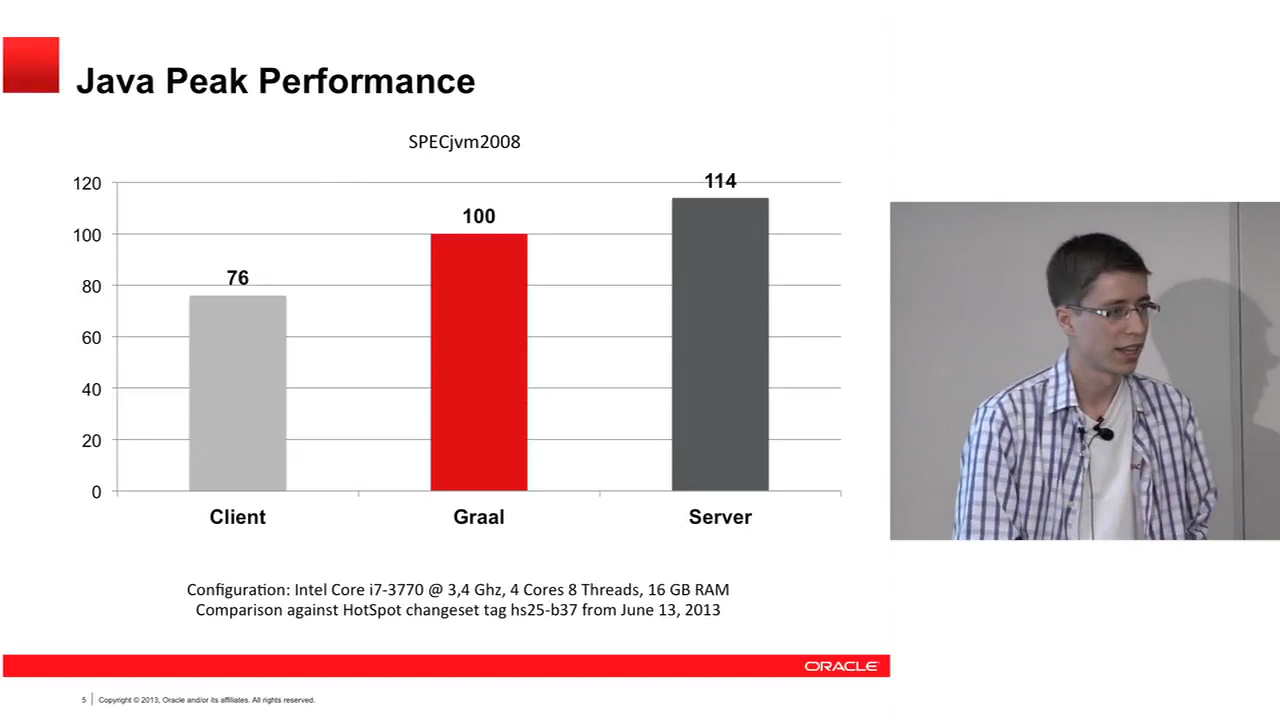 Java Peak Performance
SPECjvm2008
120
100
80
60
40
20
0
76
100
114
Client
Graal
Server
Configuration: Intel Core i7-3770 @ 3,4 Ghz, 4 Cores 8 Threads, 16 GB RAM
Comparison against HotSpot changeset tag hs25-b37 from June 13, 2013
ORACLE
5 Copyright © 2013, Oracle and/or its affiliates. All rights reserved.